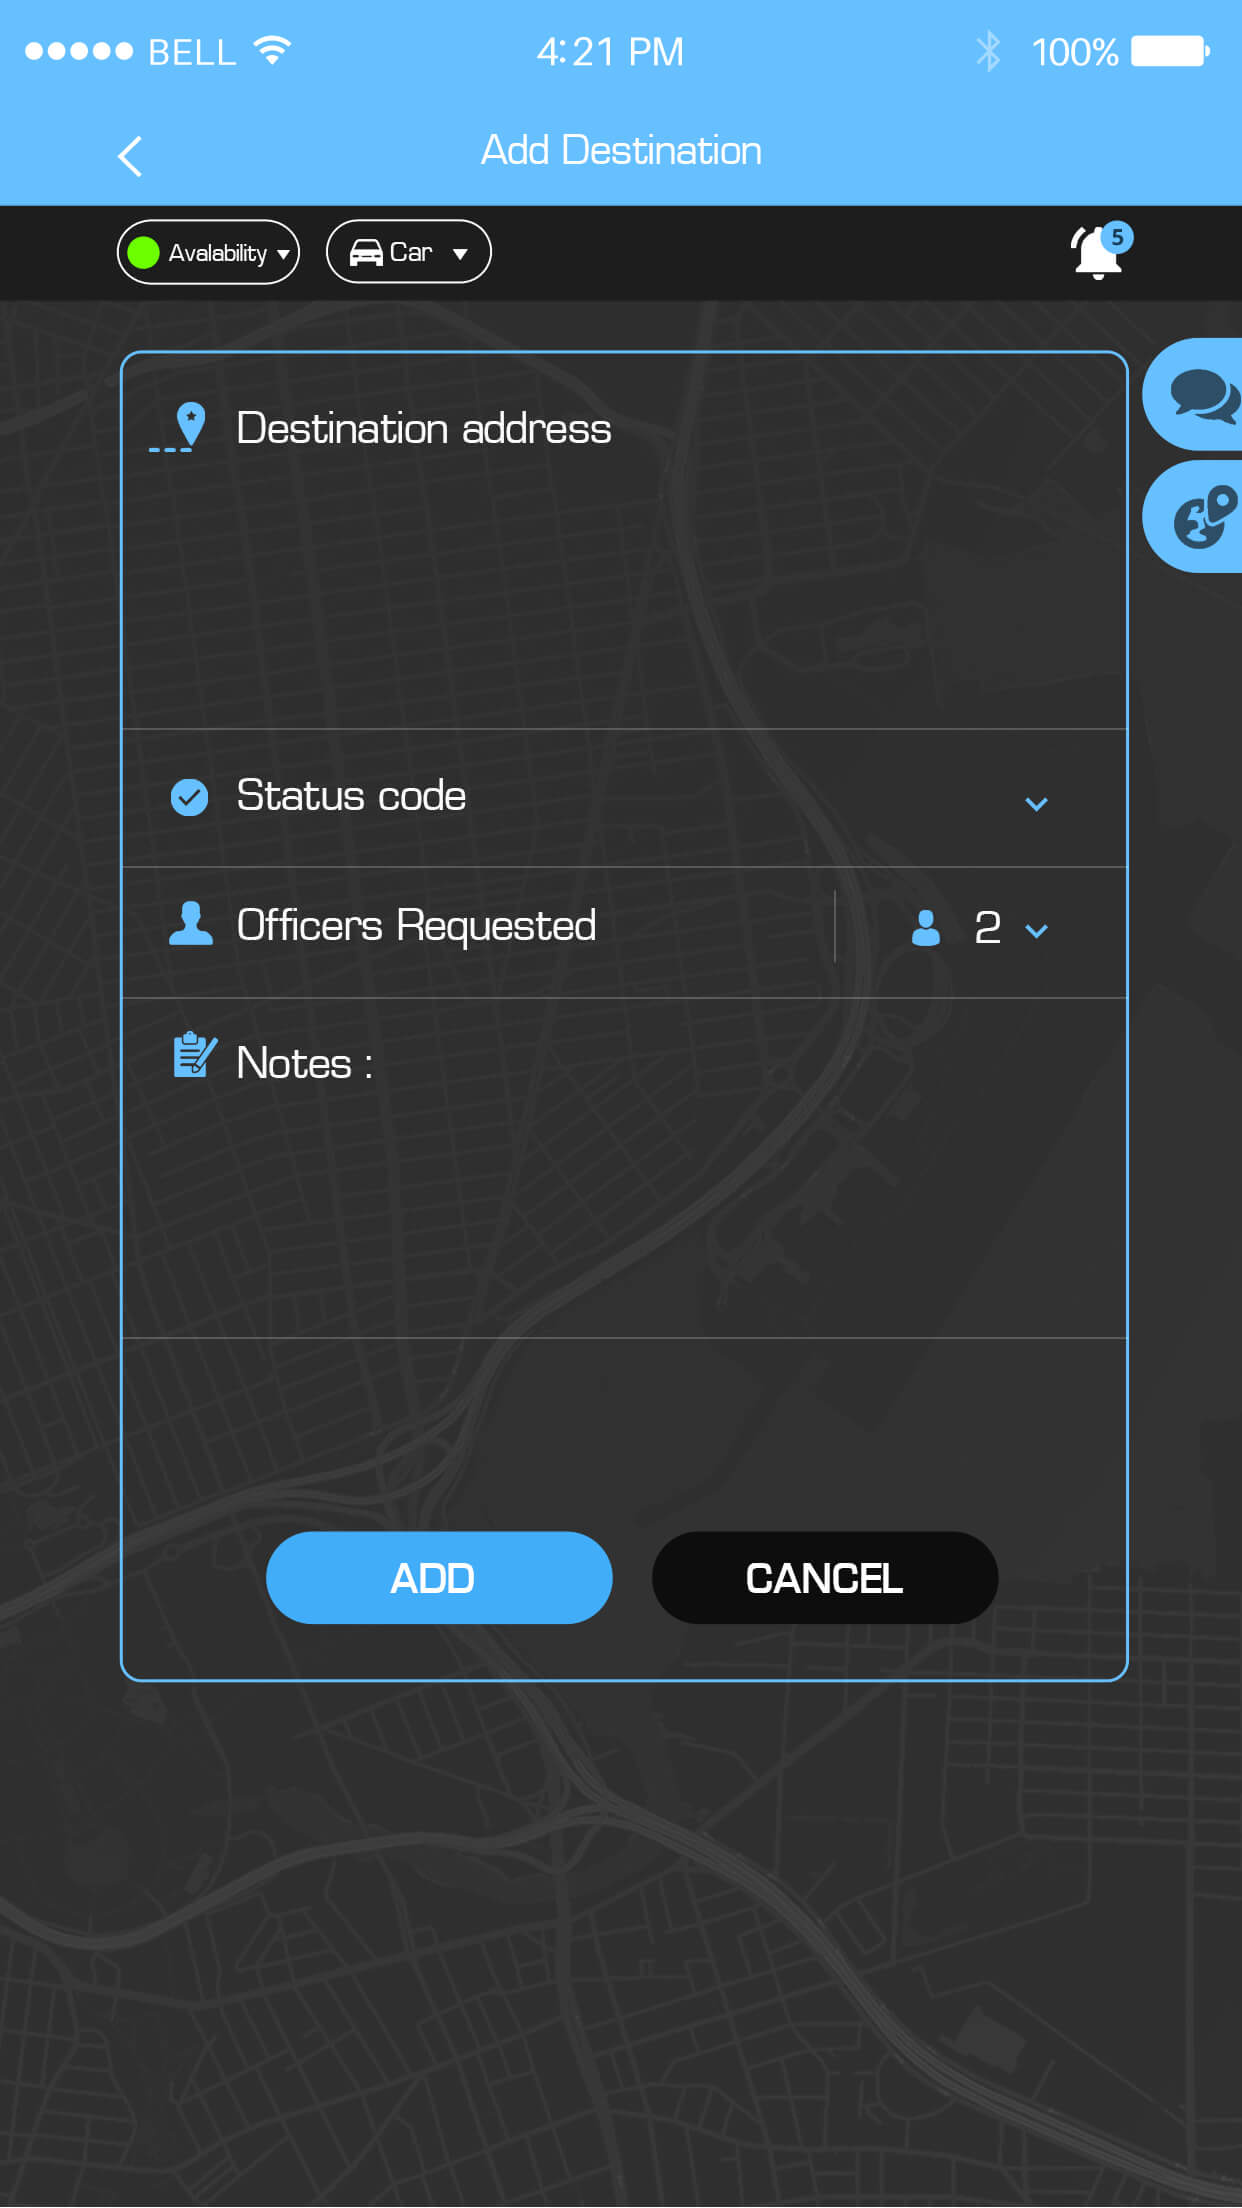 BELL 4:21 PM 100%
Add Destination
Avalability Car 5
Destination address
Status code
Officers Requested 2
Notes :
ADD CANCEL